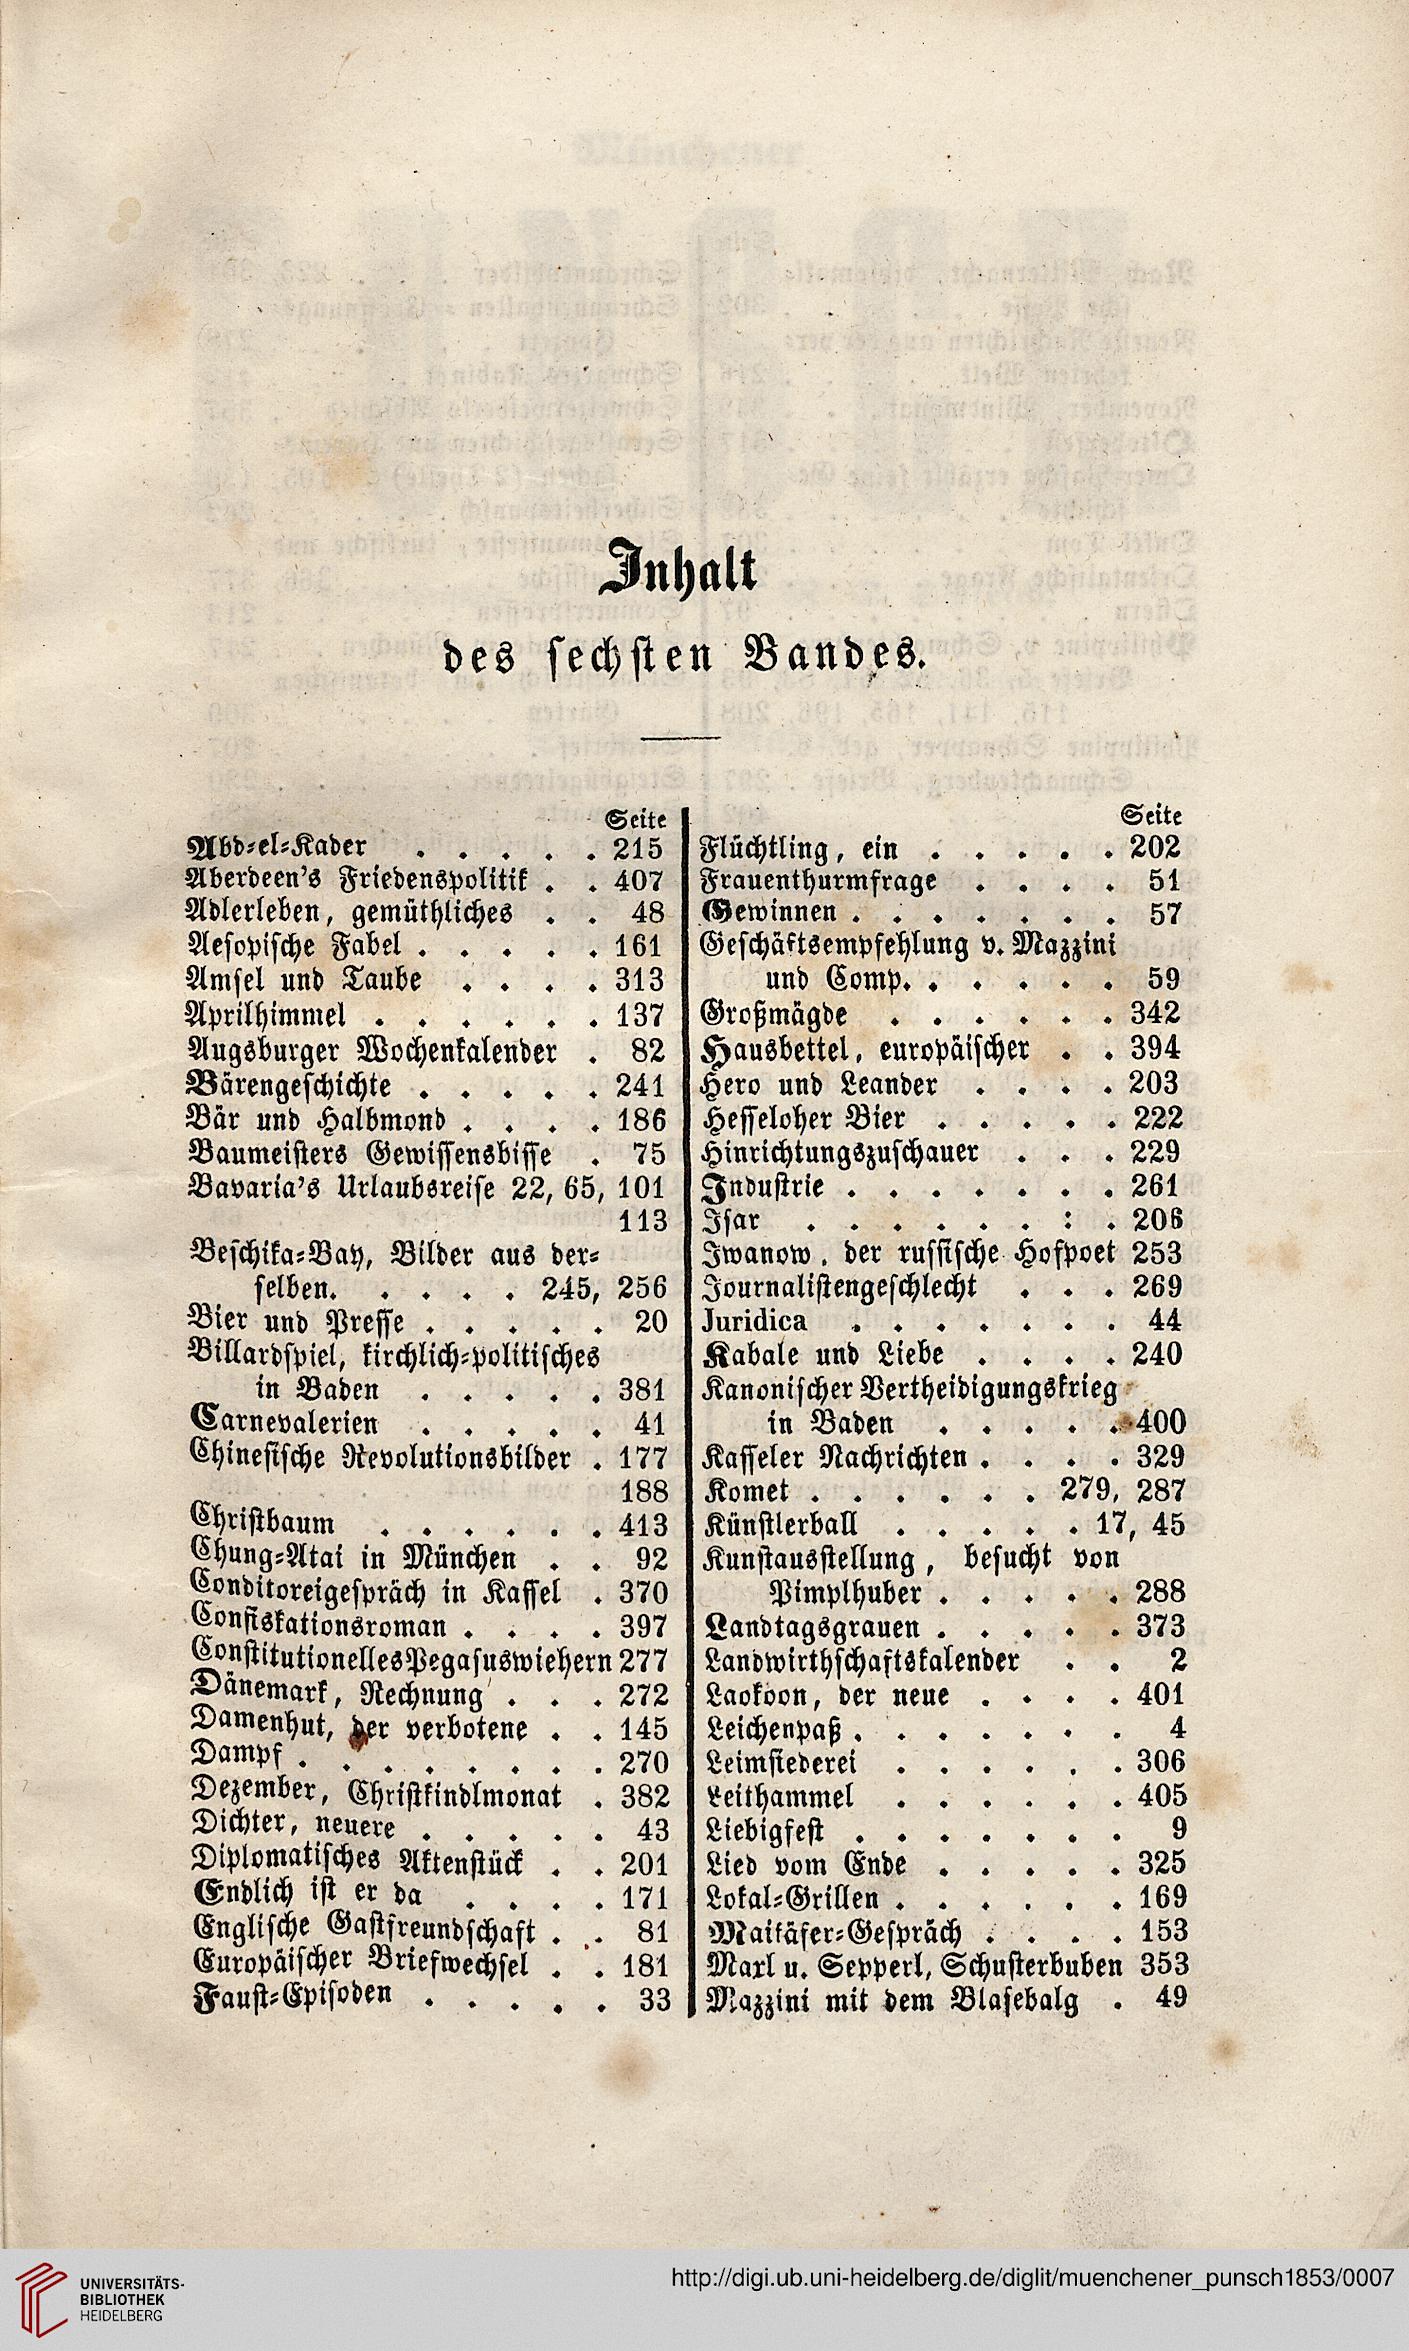 Inhalt
des sechsten Bandes.
Seite
Abd-el-Kader . . . . . 215
Aberdeen's Friedenspolitik . . 407
Adlerleben, gemüthliches . . 48
Aesopische Fabel . . . . . 161
Amsel und Taube . . . . 313
Aprilhimmel . . . . . . 137
Augsburger Wochenkalender . 82
Bärengeschichte . . . . . 241
Bär und Halbmond . . . . 186
Baumeisters Gewissensbisse . 75
Bavaria's Urlaubsreise 22, 65, 101
113
Beschika-Bay, Bilder aus der-
selben. . . . . 245, 256
Bier und Presse . . . . . 20
Billardspiel, kirchlich-politisches
in Baden . . . . . 381
Carnevalerien . . . . . 41
Chinesische Revolutionsbilder . 177
188
Christbaum . . . . . . 413
Chung-Atai in München . . 92
Conditoreigespräch in Kassel . 370
Confiskationsroman . . . . 397
Constitutionelles Pegasuswiehern 277
Dänemark, Rechnung . . . 272
Damenhut, der verbotene . . 145
Dampf . . . . . . . . 270
Dezember, Christkindlmonat . 382
Dichter, neuere . . . . . 43
Diplomatisches Aktenstück . . 201
Endlich ist er da . . . . 171
Englische Gastfreundschaft . . 81
Europäischer Briefwechsel . . 181
Faust-Episoden . . . . . 33
Seite
Flüchtling, ein . . . . . 202
Frauenthurmfrage . . . . 51
Gewinnen . . . . . . . 57
Geschäftsempfehlung v. Mazzini
und Comp. . . . . . 59
Großmägde . . . . . . 342
Hausbettel, europäischer . . 394
Hero und Leander . . . . 203
Hesseloher Bier . . . . . 222
Hinrichtungszuschauer . . . 229
Industrie . . . . . . . 261
Isar . . . . . . : . 206
Iwanow, der russische Hofpoet 253
Journalistengeschlecht . . . 269
Juridica . . . . . . . 44
Kabale und Liebe . . . . 240
Kanonischer Vertheidigungskrieg
in Baden . . . . . 400
Kasseler Nachrichten . . . . 329
Komet . . . . . . 279, 287
Künstlerball . . . . . 17, 45
Kunstausstellung, besucht von
Pimplhuber . . . . . 288
Landtagsgrauen . . . . . 373
Landwirthschaftskalender . . 2
Laokoon, der neue . . . . 401
Leichenpaß . . . . . . . 4
Leimsiederei . . . . . . 306
Leithammel . . . . . . 405
Liebigfest . . . . . . . 9
Lied vom Ende . . . . . 325
Lokal-Grillen . . . . . . 169
Maikäfer-Gespräch . . . . 153
Maxl u. Sepperl, Schusterbuben 353
Mazzini mit dem Blasebalg . 49
UNIVERSITÄTS-
BIBLIOTHEK
HEIDELBERG
http://digi.ub.uni-heidelberg.de/diglit/muenchener_punsch1853/0007